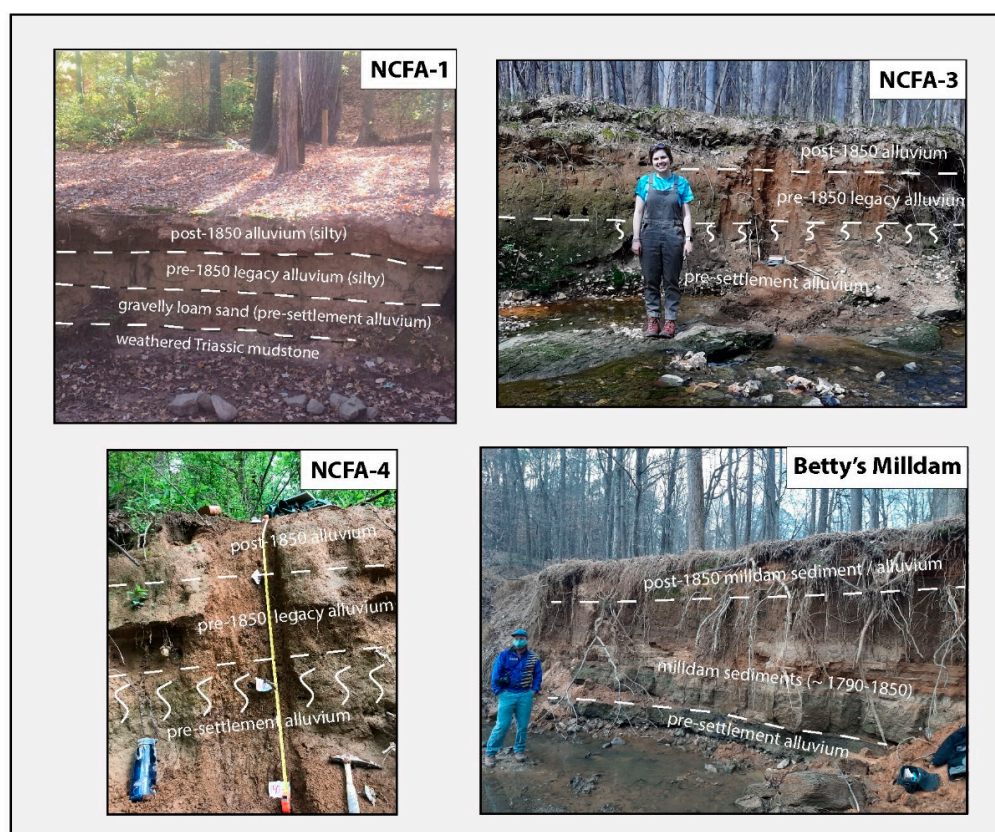 NCFA-1
post-1850 alluvium (silty)
pre-1850 legacy alluvium (silty)
gravelly loam sand (pre-settlement alluvium)
weathered Triassic mudstone
NCFA-3
post-1850 alluvium
pre-1850 legacy alluvium
pre-settlement alluvium
NCFA-4
post-1850 alluvium
pre-1850 legacy alluvium
pre-settlement alluvium
Betty's Milldam
post-1850 milldam sediment / alluvium
milldam sediments (~ 1790-1850)
pre-settlement alluvium